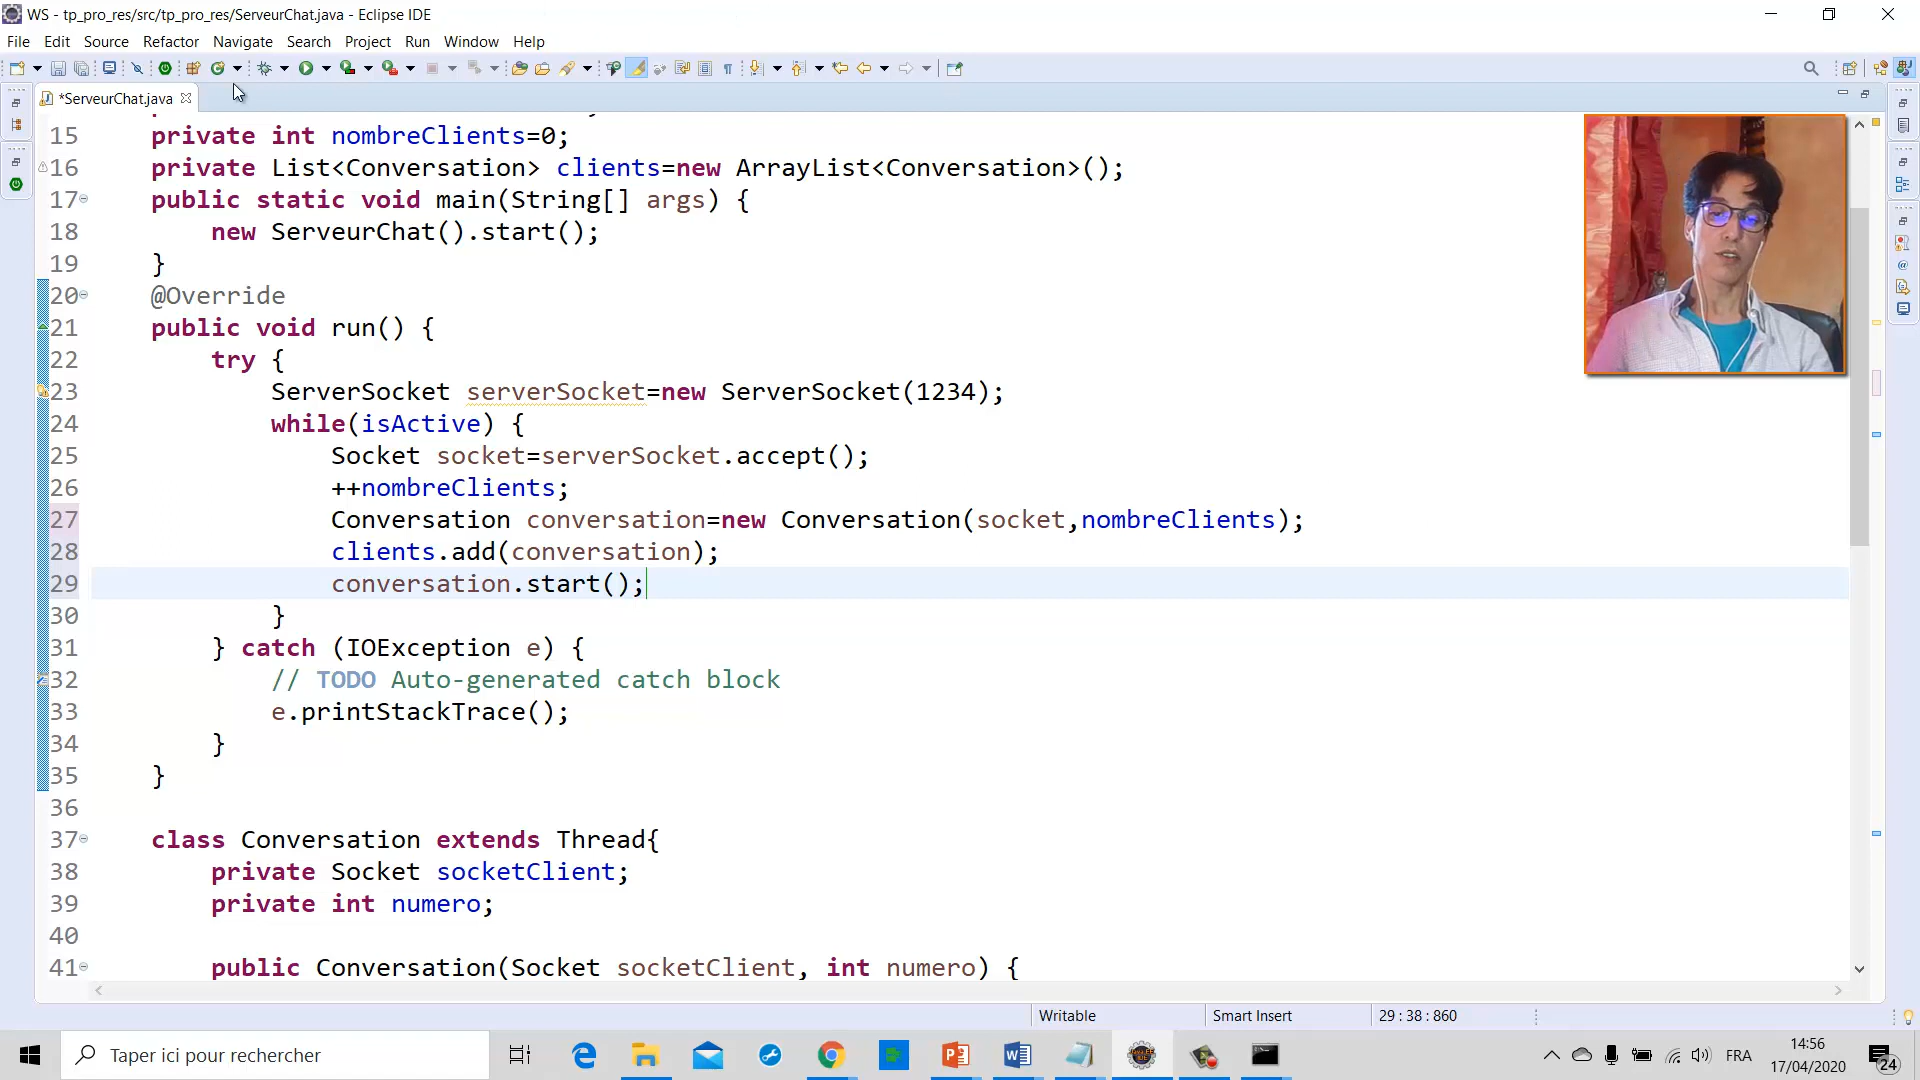 WS - tp_pro_res/src/tp_pro_res/ServeurChat.java - Eclipse IDE
File Edit Source Refactor Navigate Search Project Run Window Help
*ServeurChat.java
15 private int nombreClients=0;
16 private List<Conversation> clients=new ArrayList<Conversation>();
17 public static void main(String[] args) {
18 new ServeurChat().start();
19 }
20 @Override
21 public void run() {
22 try {
23 ServerSocket serverSocket=new ServerSocket(1234);
24 while(isActive) {
25 Socket socket=serverSocket.accept();
26 ++nombreClients;
27 Conversation conversation=new Conversation(socket,nombreClients);
28 clients.add(conversation);
29 conversation.start();
30 }
31 } catch (IOException e) {
32 // TODO Auto-generated catch block
33 e.printStackTrace();
34 }
35 }
36
37 class Conversation extends Thread{
38 private Socket socketClient;
39 private int numero;
40
41 public Conversation(Socket socketClient, int numero) {
Writable Smart Insert 29 : 38 : 860
Taper ici pour rechercher
FRA
14:56
17/04/2020
24